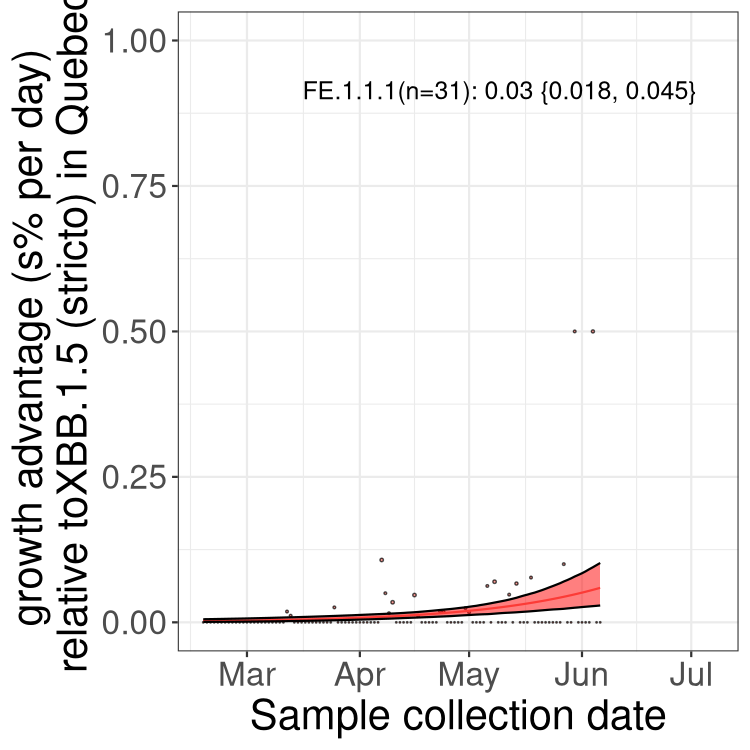 growth advantage (s% per day)
relative toXBB.1.5 (stricto) in Quebec
1.00
FE.1.1.1(n=31): 0.03 {0.018, 0.045}
0.75
0.50
0.25
0.00
Mar Apr May Jun Jul
Sample collection date